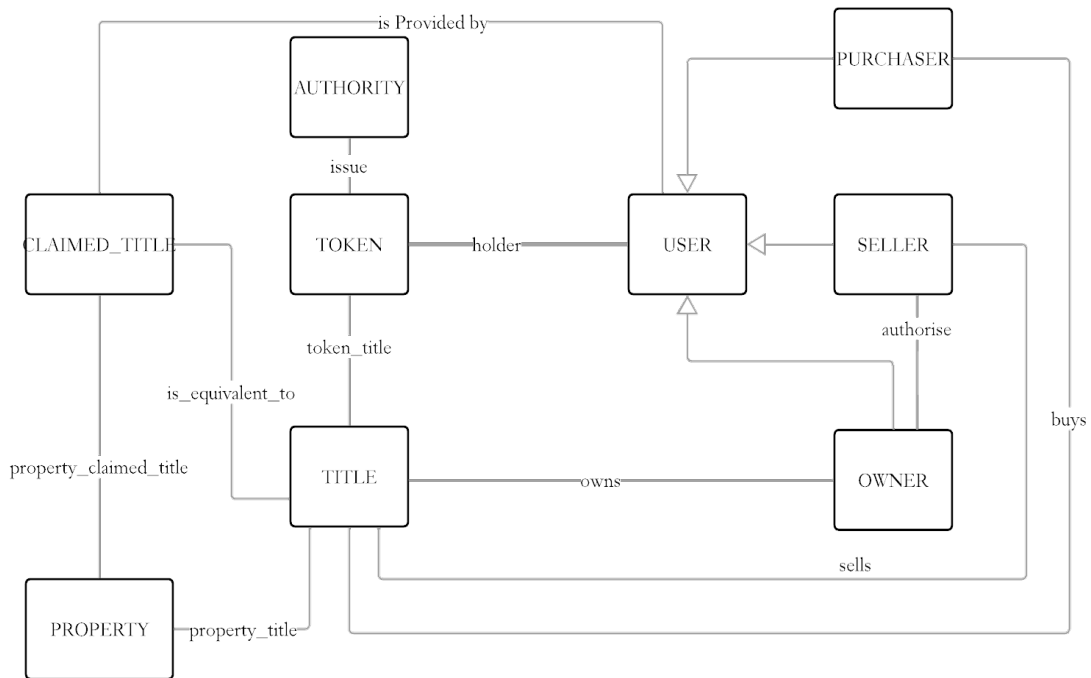 is Provided by
PURCHASER
AUTHORITY
issue
CLAIMED_TITLE
TOKEN
holder
USER
SELLER
authorise
token_title
is_equivalent_to
buys
property_claimed_title
TITLE
owns
OWNER
sells
PROPERTY
property_title